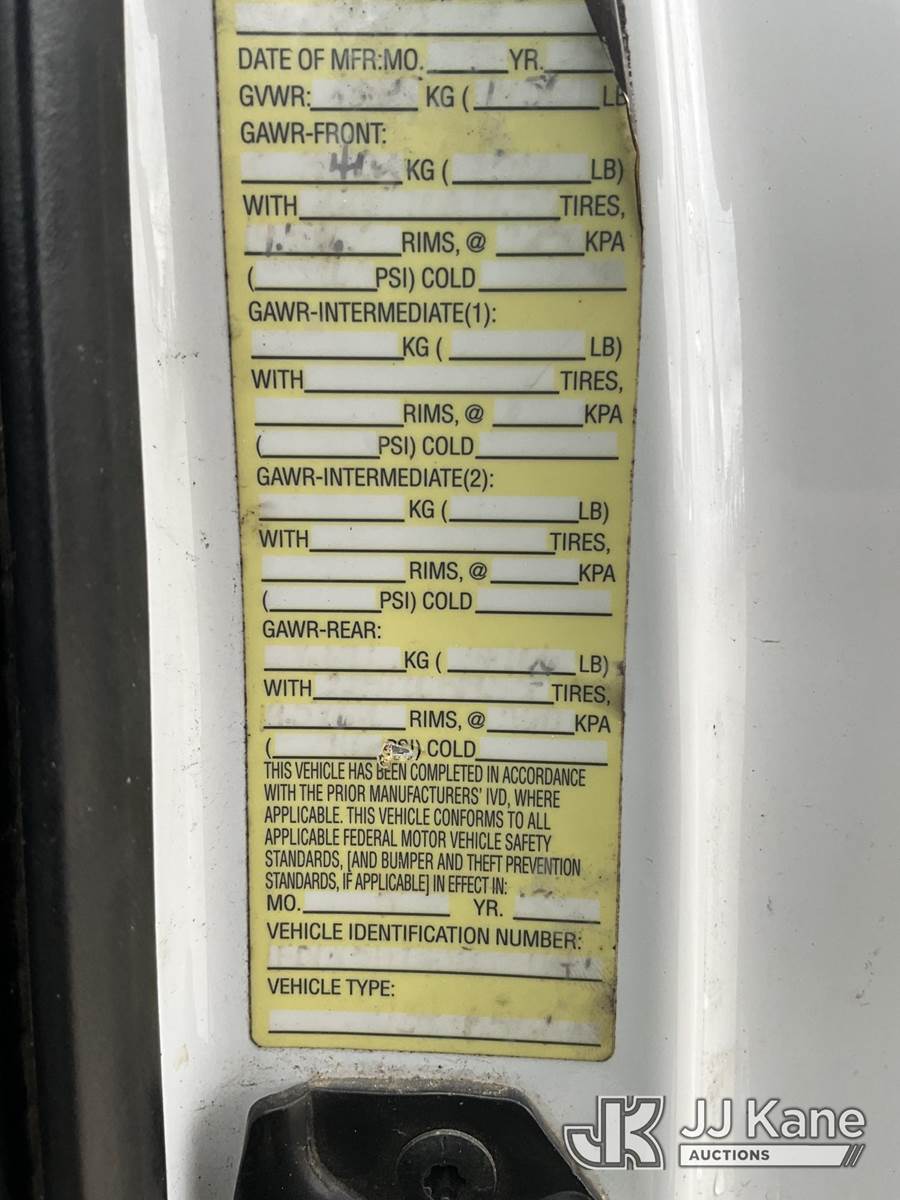 DATE OF MFR:MO. YR.
GVWR: KG ( LB
GAWR-FRONT:
KG ( LB)
WITH TIRES,
RIMS, @ KPA
( PSI) COLD
GAWR-INTERMEDIATE(1):
KG ( LB)
WITH TIRES,
RIMS, @ KPA
( PSI) COLD
GAWR-INTERMEDIATE(2):
KG ( LB)
WITH TIRES,
RIMS, @ KPA
( PSI) COLD
GAWR-REAR:
KG ( LB)
WITH TIRES,
RIMS, @ KPA
( PSI) COLD
THIS VEHICLE HAS BEEN COMPLETED IN ACCORDANCE
WITH THE PRIOR MANUFACTURERS' IVD, WHERE
APPLICABLE. THIS VEHICLE CONFORMS TO ALL
APPLICABLE FEDERAL MOTOR VEHICLE SAFETY
STANDARDS, [AND BUMPER AND THEFT PREVENTION
STANDARDS, IF APPLICABLE] IN EFFECT IN:
MO. YR.
VEHICLE IDENTIFICATION NUMBER:
VEHICLE TYPE:
JK JJ Kane
AUCTIONS